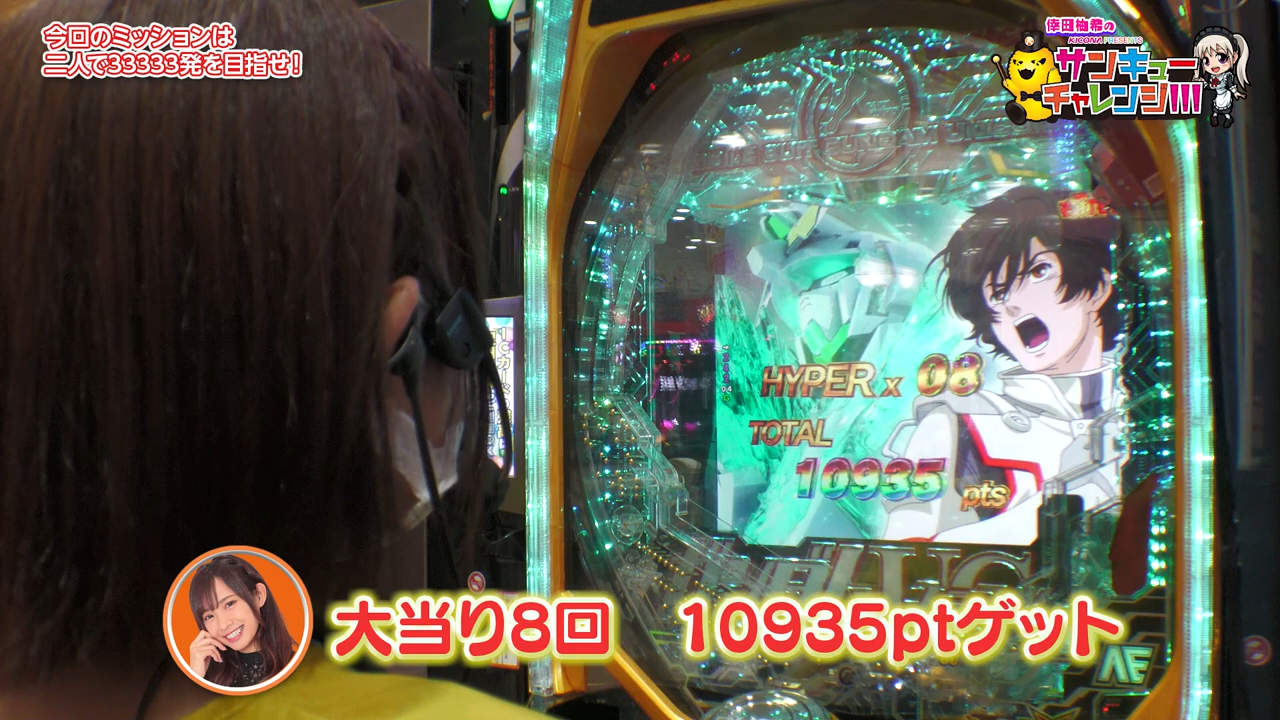 今回のミッションは
二人で33333発を目指せ!
倖田柚希の
KICONA PRESENTS
サンキュー
チャレンジ!!!
HYPER x 08
TOTAL
10935 pts
大当り8回 10935ptゲット